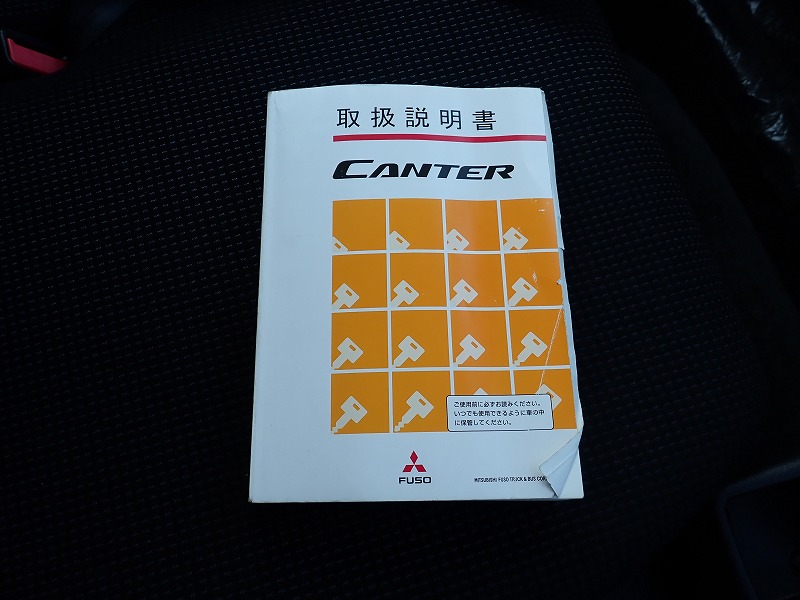 取扱説明書
CANTER
ご使用前に必ずお読みください。
いつでも使用できるように車の中
に保管してください。
FUSO
MITSUBISHI FUSO TRUCK & BUS